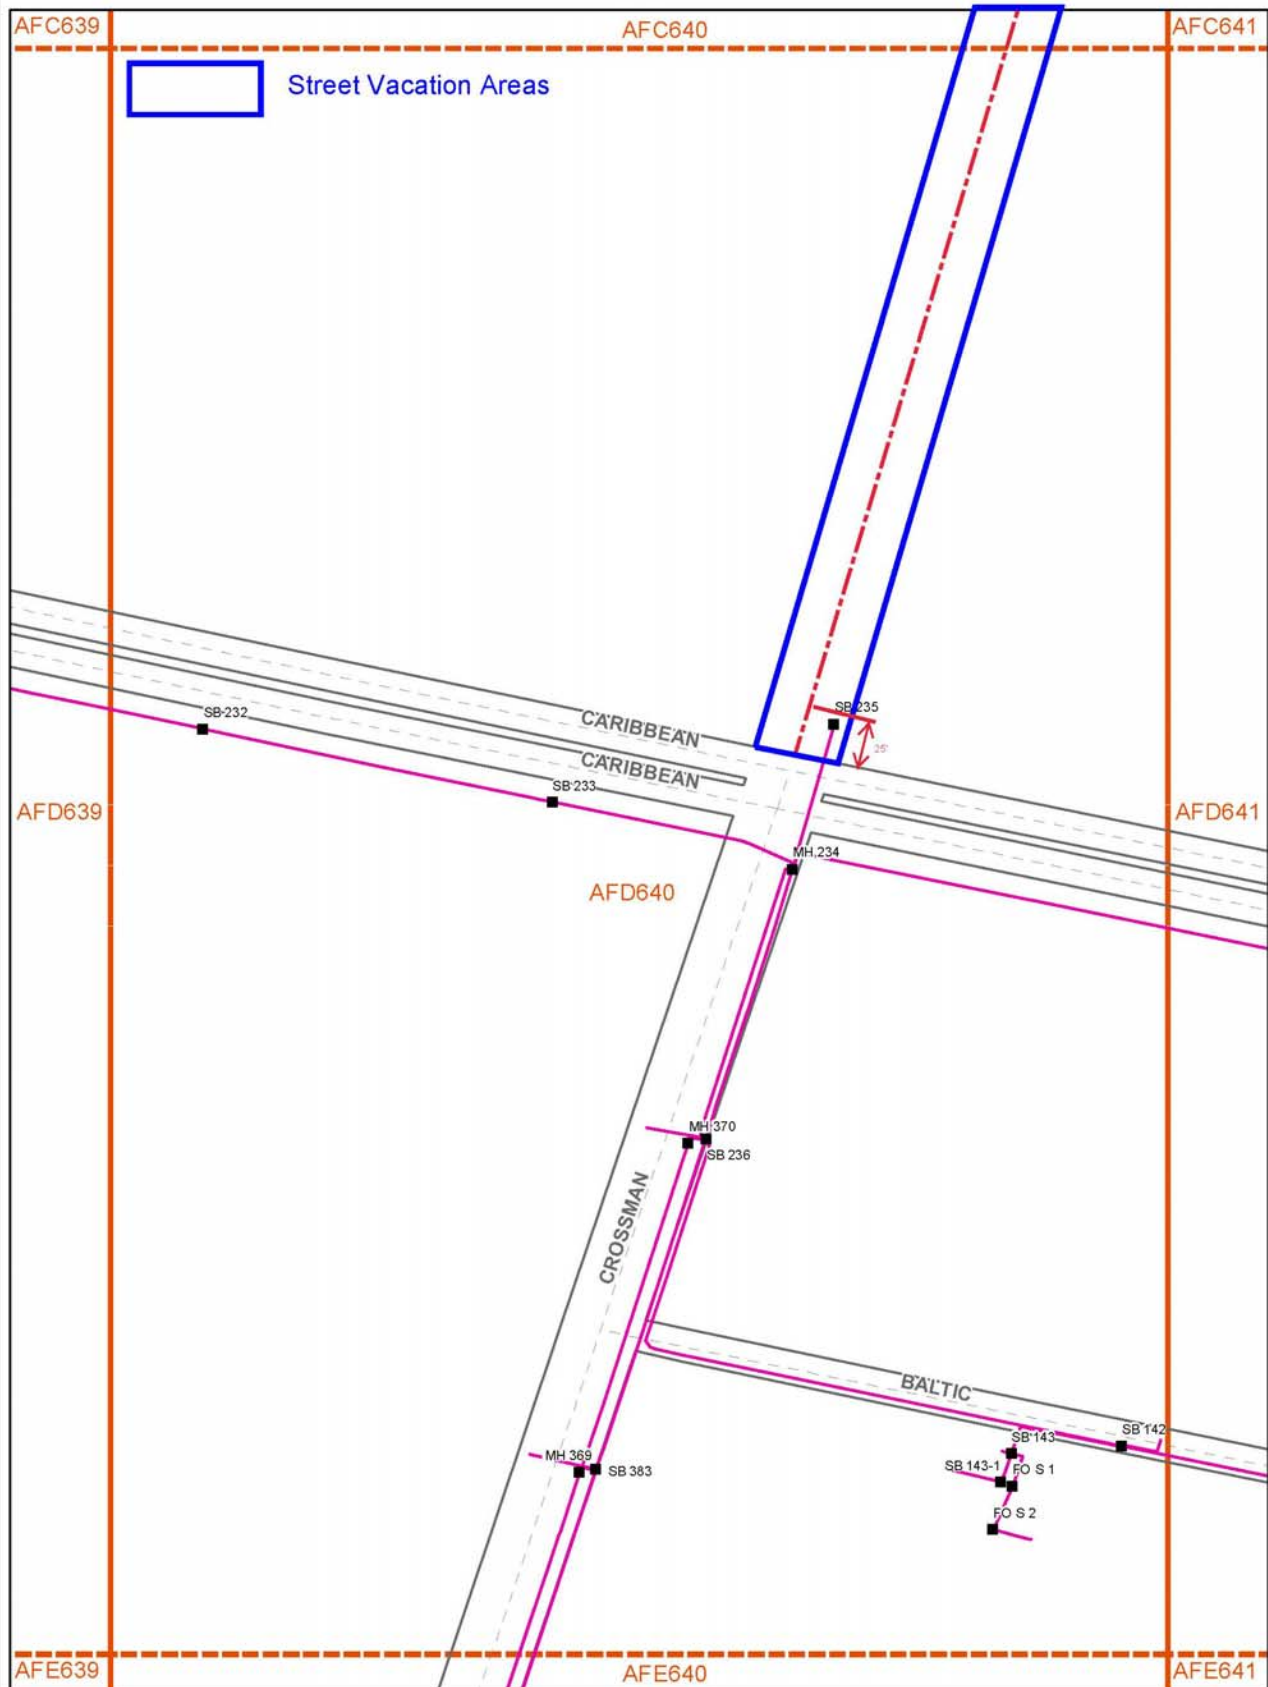 AFC639
AFC640
AFC641
Street Vacation Areas
SB 235
SB 232
CARIBBEAN
25'
CARIBBEAN
SB 233
AFD639
AFD641
MH 234
AFD640
MH 370
SB 236
CROSSMAN
BALTIC
SB 142
SB 143
MH 369
SB 383
SB 143-1
FO S 1
FO S 2
AFE639
AFE640
AFE641